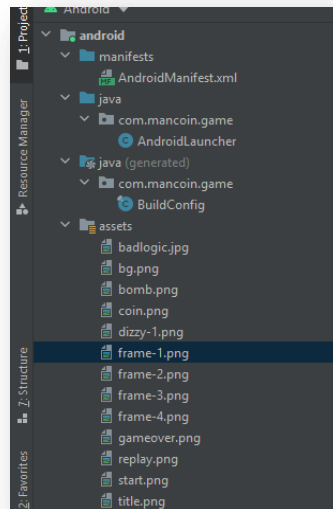 Android
android
manifests
AndroidManifest.xml
java
com.mancoin.game
AndroidLauncher
java (generated)
com.mancoin.game
BuildConfig
assets
badlogic.jpg
bg.png
bomb.png
coin.png
dizzy-1.png
frame-1.png
frame-2.png
frame-3.png
frame-4.png
gameover.png
replay.png
start.png
title.png
1: Project
Resource Manager
7: Structure
2: Favorites